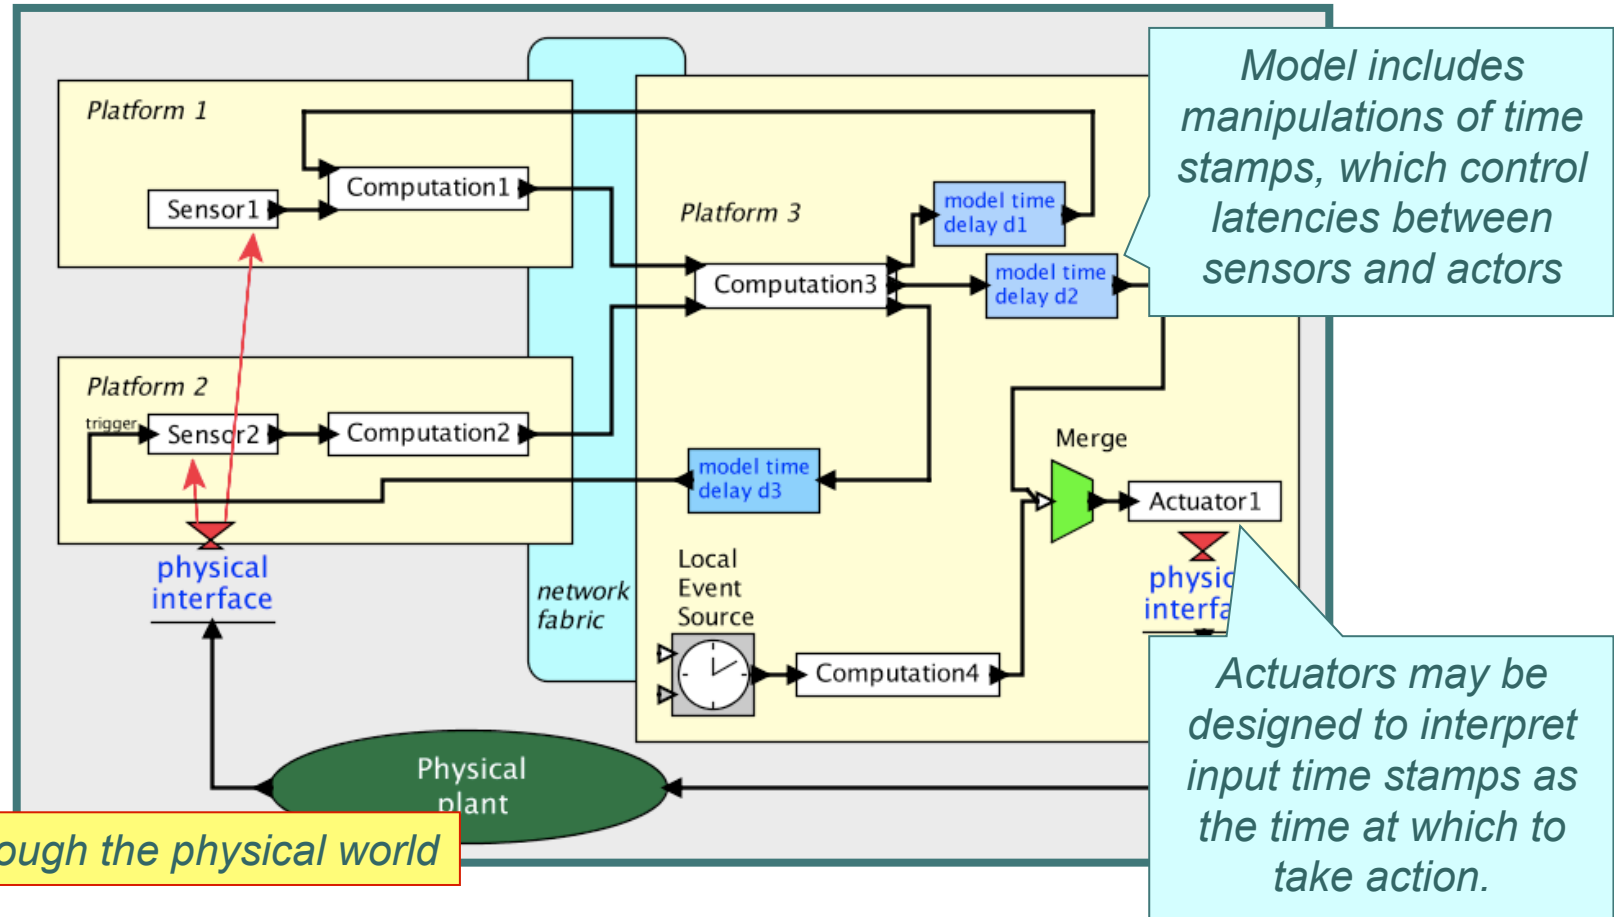 Platform 1
Computation1
Sensor1
Platform 2
trigger
Sensor2
Computation2
physical
interface
network
fabric
Platform 3
model time
delay d1
Computation3
model time
delay d2
model time
delay d3
Merge
Actuator1
Local
Event
Source
Computation4
Physical
plant
through the physical world
Model includes
manipulations of time
stamps, which control
latencies between
sensors and actors
Actuators may be
designed to interpret
input time stamps as
the time at which to
take action.